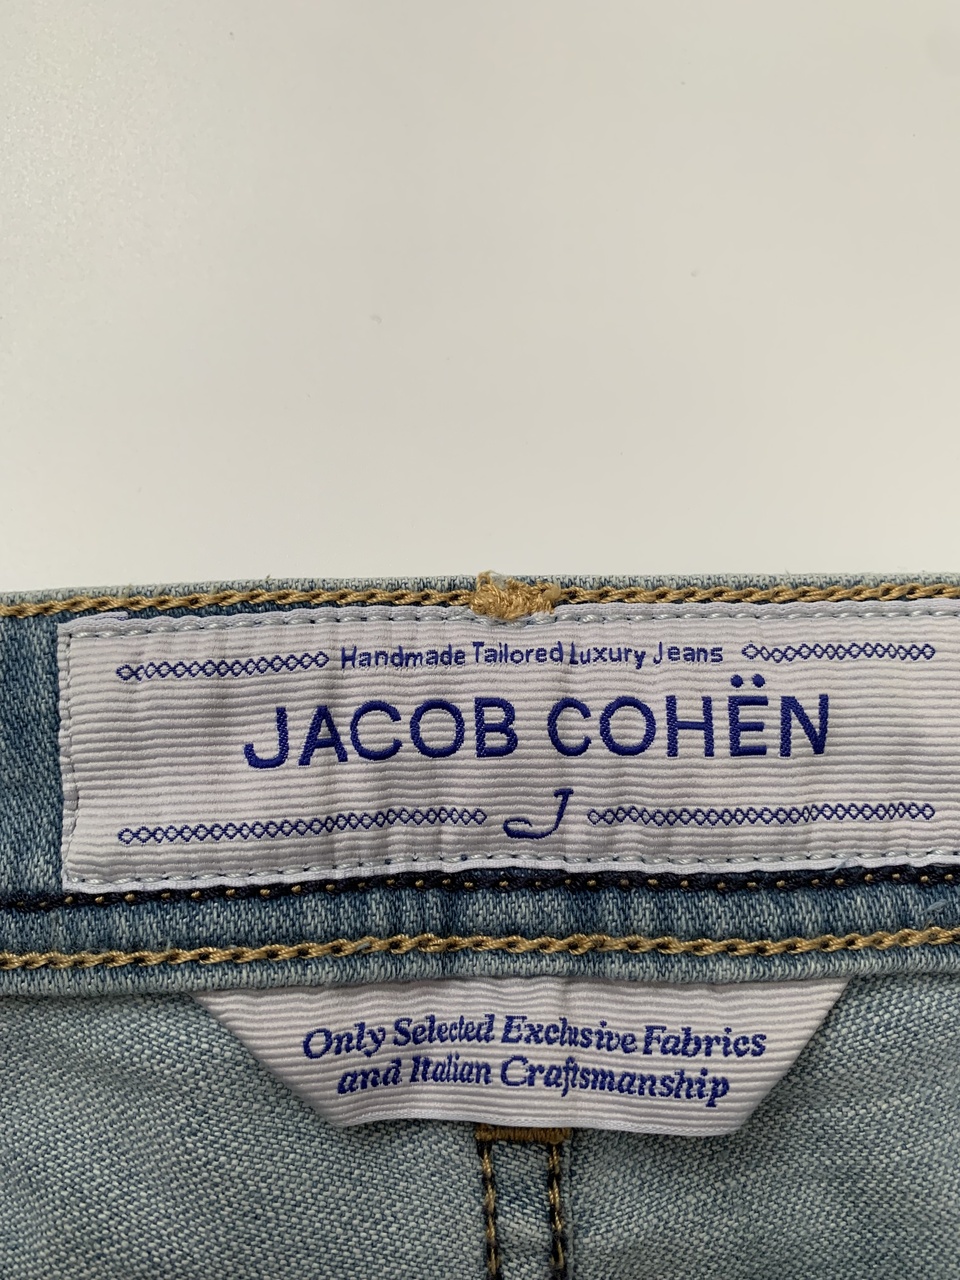 Handmade Tailored Luxury Jeans
JACOB COHËN
J
Only Selected Exclusive Fabrics
and Italian Craftsmanship